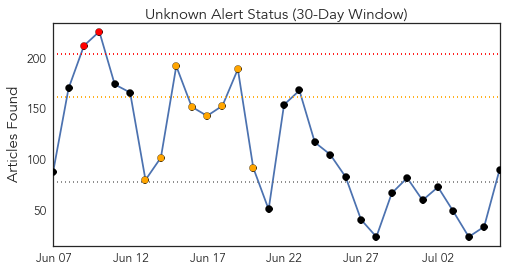 Unknown Alert Status (30-Day Window)
Articles Found
200
150
100
50
Jun 07
Jun 12
Jun 17
Jun 22
Jun 27
Jul 02